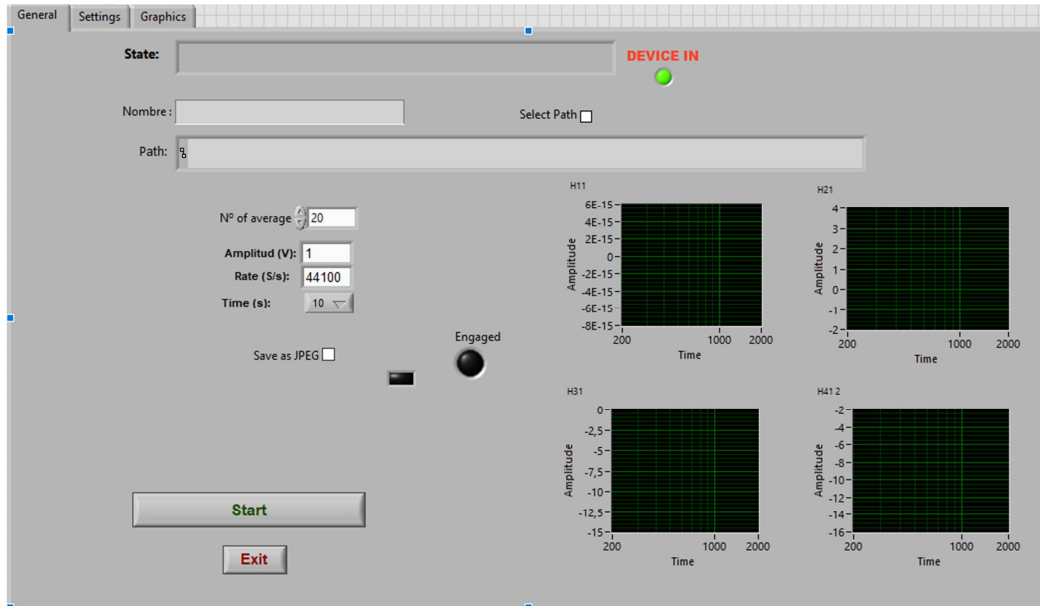 General Settings Graphics
State:
DEVICE IN
Nombre :
Select Path
Path:
Nº of average 20
Amplitud (V): 1
Rate (S/s): 44100
Time (s): 10
Save as JPEG
Engaged
Start
Exit
H11
6E-15
4E-15
2E-15
0
-2E-15
-4E-15
-6E-15
-8E-15
Amplitude
200 1000 2000
Time
H21
4
3
2
1
0
-1
-2
Amplitude
200 1000 2000
Time
H31
0
-2,5
-5
-7,5
-10
-12,5
-15
Amplitude
200 1000 2000
Time
H41 2
-2
-4
-6
-8
-10
-12
-14
-16
Amplitude
200 1000 2000
Time